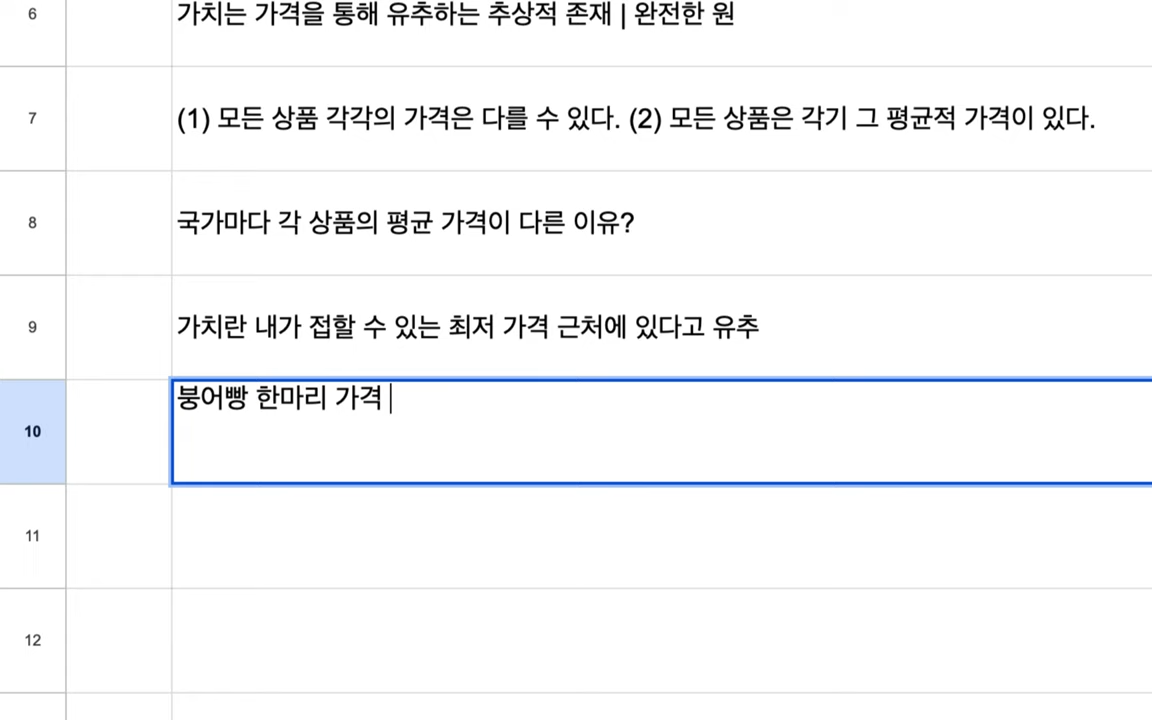 6 가치는 가격을 통해 유추하는 추상적 존재 | 완전한 원
7 (1) 모든 상품 각각의 가격은 다를 수 있다. (2) 모든 상품은 각기 그 평균적 가격이 있다.
8 국가마다 각 상품의 평균 가격이 다른 이유?
9 가치란 내가 접할 수 있는 최저 가격 근처에 있다고 유추
10 붕어빵 한마리 가격
11
12